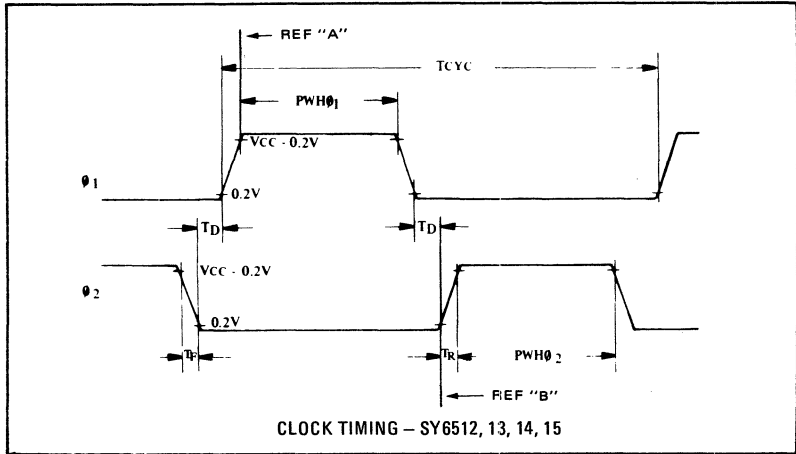 REF "A"
TCYC
PWHø1
VCC - 0.2V
ø1
0.2V
TD
TD
VCC - 0.2V
ø2
0.2V
TF
TR
PWHø2
REF "B"
CLOCK TIMING – SY6512, 13, 14, 15